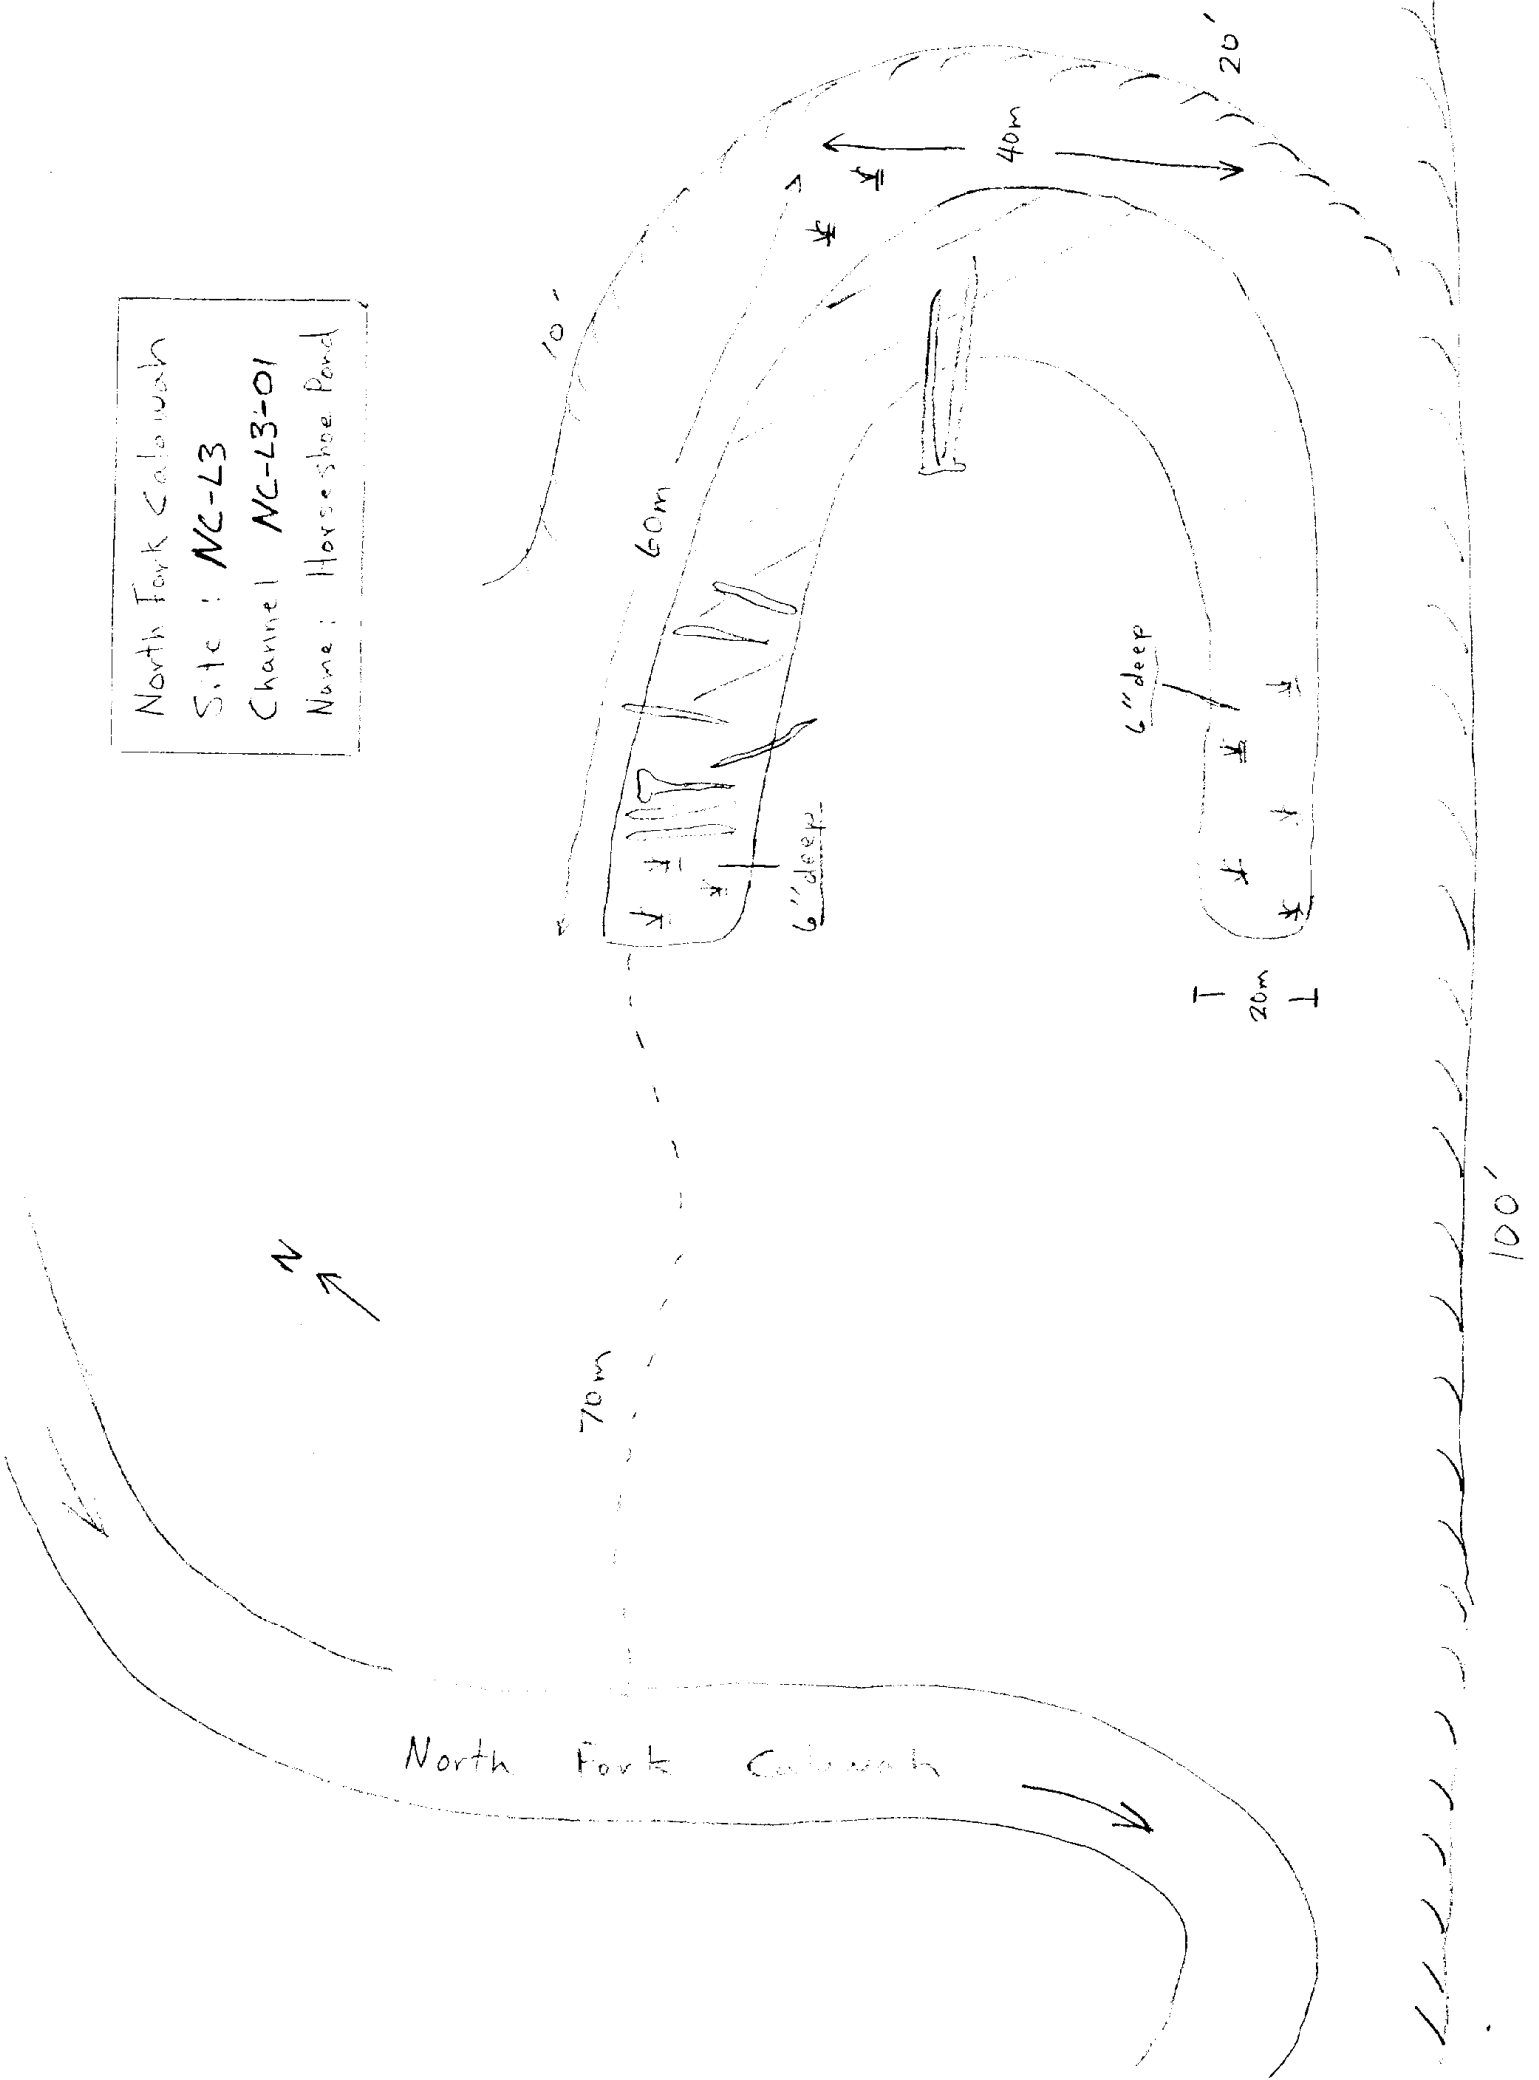 North Fork Calawah
Site : NC-L3
Channel NC-L3-01
Name : Horseshoe Pond
N
10'
60m
40m
20'
6" deep
6" deep
20m
70m
North Fork Calawah
100'